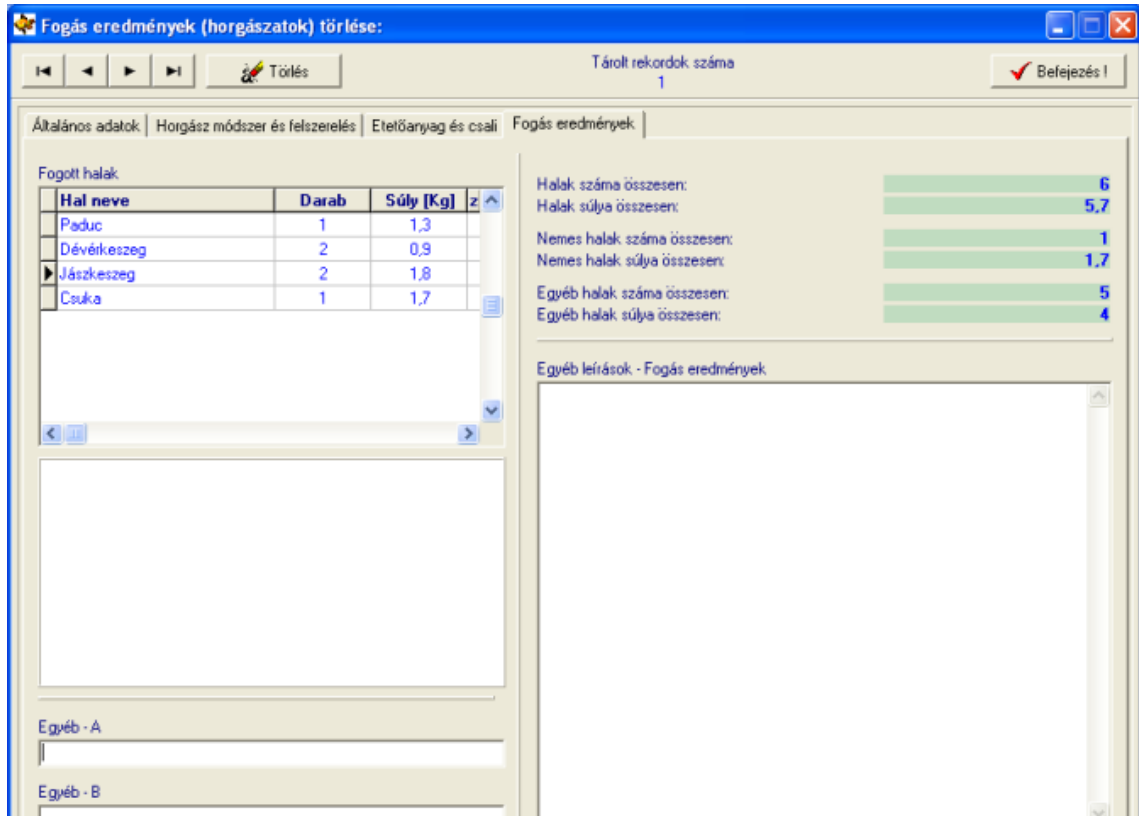 Fogás eredmények (horgászatok) törlése:
Törlés
Tárolt rekordok száma
1
Befejezés !
Általános adatok
Horgász módszer és felszerelés
Etetőanyag és csali
Fogás eredmények
Fogott halak
Hal neve Darab Súly [Kg] z
Paduc 1 1,3
Dévérkeszeg 2 0,9
Jászkeszeg 2 1,8
Csuka 1 1,7
Egyéb - A
Egyéb - B
Halak száma összesen: 6
Halak súlya összesen: 5,7
Nemes halak száma összesen: 1
Nemes halak súlya összesen: 1,7
Egyéb halak száma összesen: 5
Egyéb halak súlya összesen: 4
Egyéb leírások - Fogás eredmények